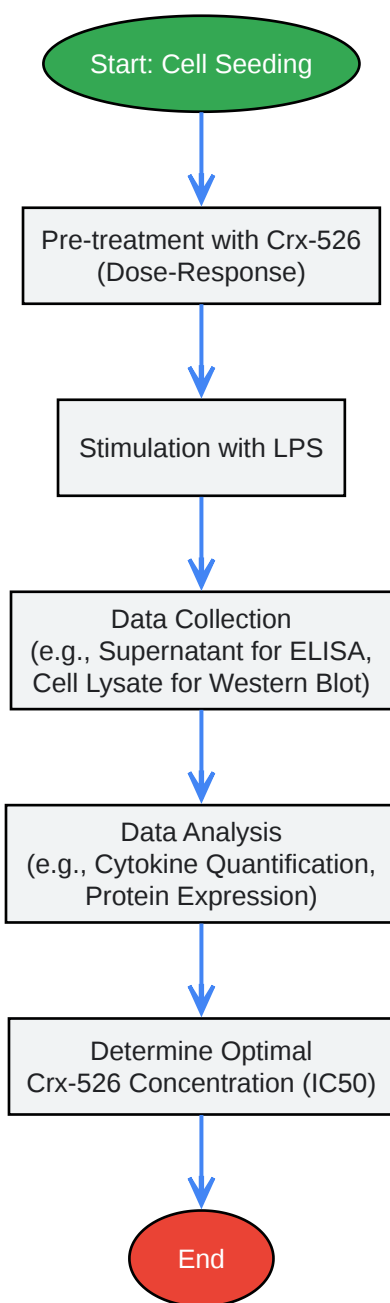 Start: Cell Seeding
Pre-treatment with Crx-526
(Dose-Response)
Stimulation with LPS
Data Collection
(e.g., Supernatant for ELISA,
Cell Lysate for Western Blot)
Data Analysis
(e.g., Cytokine Quantification,
Protein Expression)
Determine Optimal
Crx-526 Concentration (IC50)
End